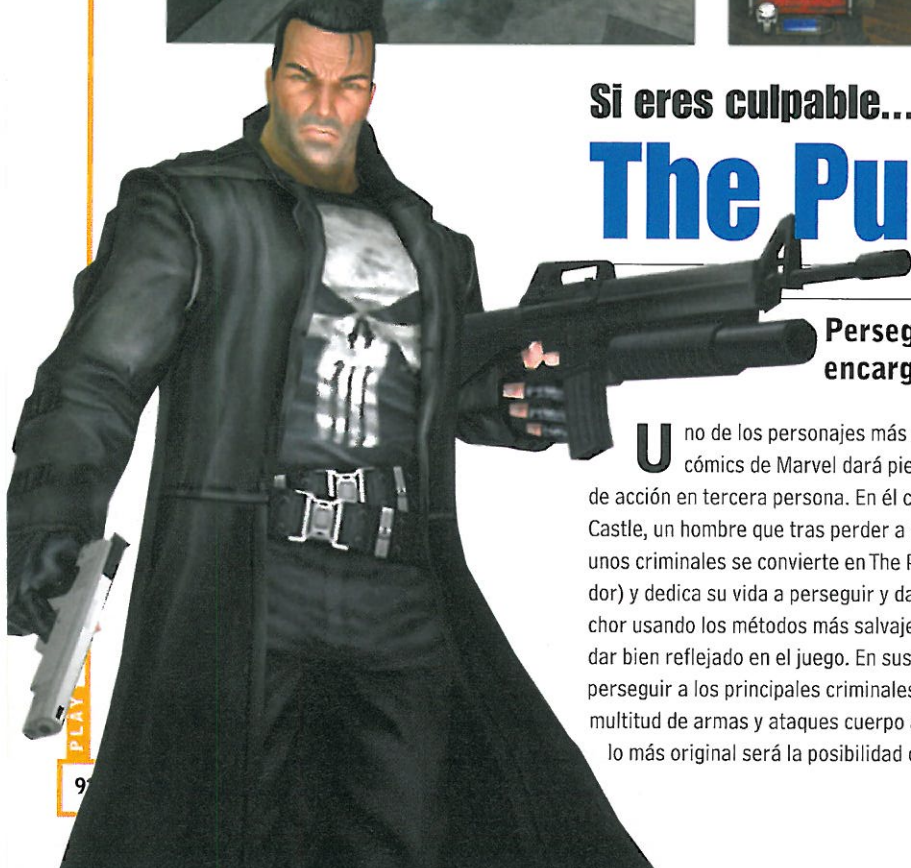 Si eres culpable...
The Pu
Perseg
encarg
Uno de los personajes más
cómics de Marvel dará pie
de acción en tercera persona. En él c
Castle, un hombre que tras perder a
unos criminales se convierte en The P
dor) y dedica su vida a perseguir y da
chor usando los métodos más salvaje
dar bien reflejado en el juego. En sus
perseguir a los principales criminales
multitud de armas y ataques cuerpo
lo más original será la posibilidad
PLAY